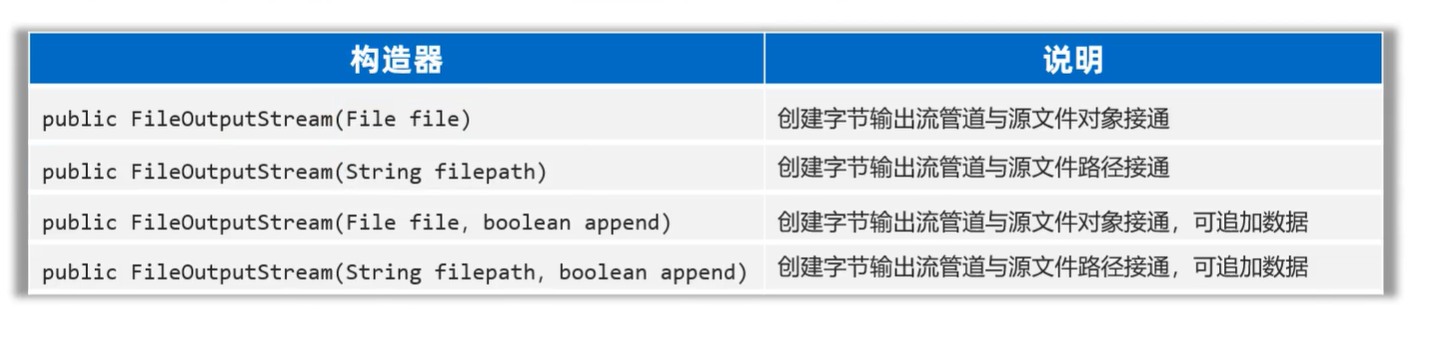 构造器 说明
public FileOutputStream(File file) 创建字节输出流管道与源文件对象接通
public FileOutputStream(String filepath) 创建字节输出流管道与源文件路径接通
public FileOutputStream(File file, boolean append) 创建字节输出流管道与源文件对象接通，可追加数据
public FileOutputStream(String filepath, boolean append) 创建字节输出流管道与源文件路径接通，可追加数据